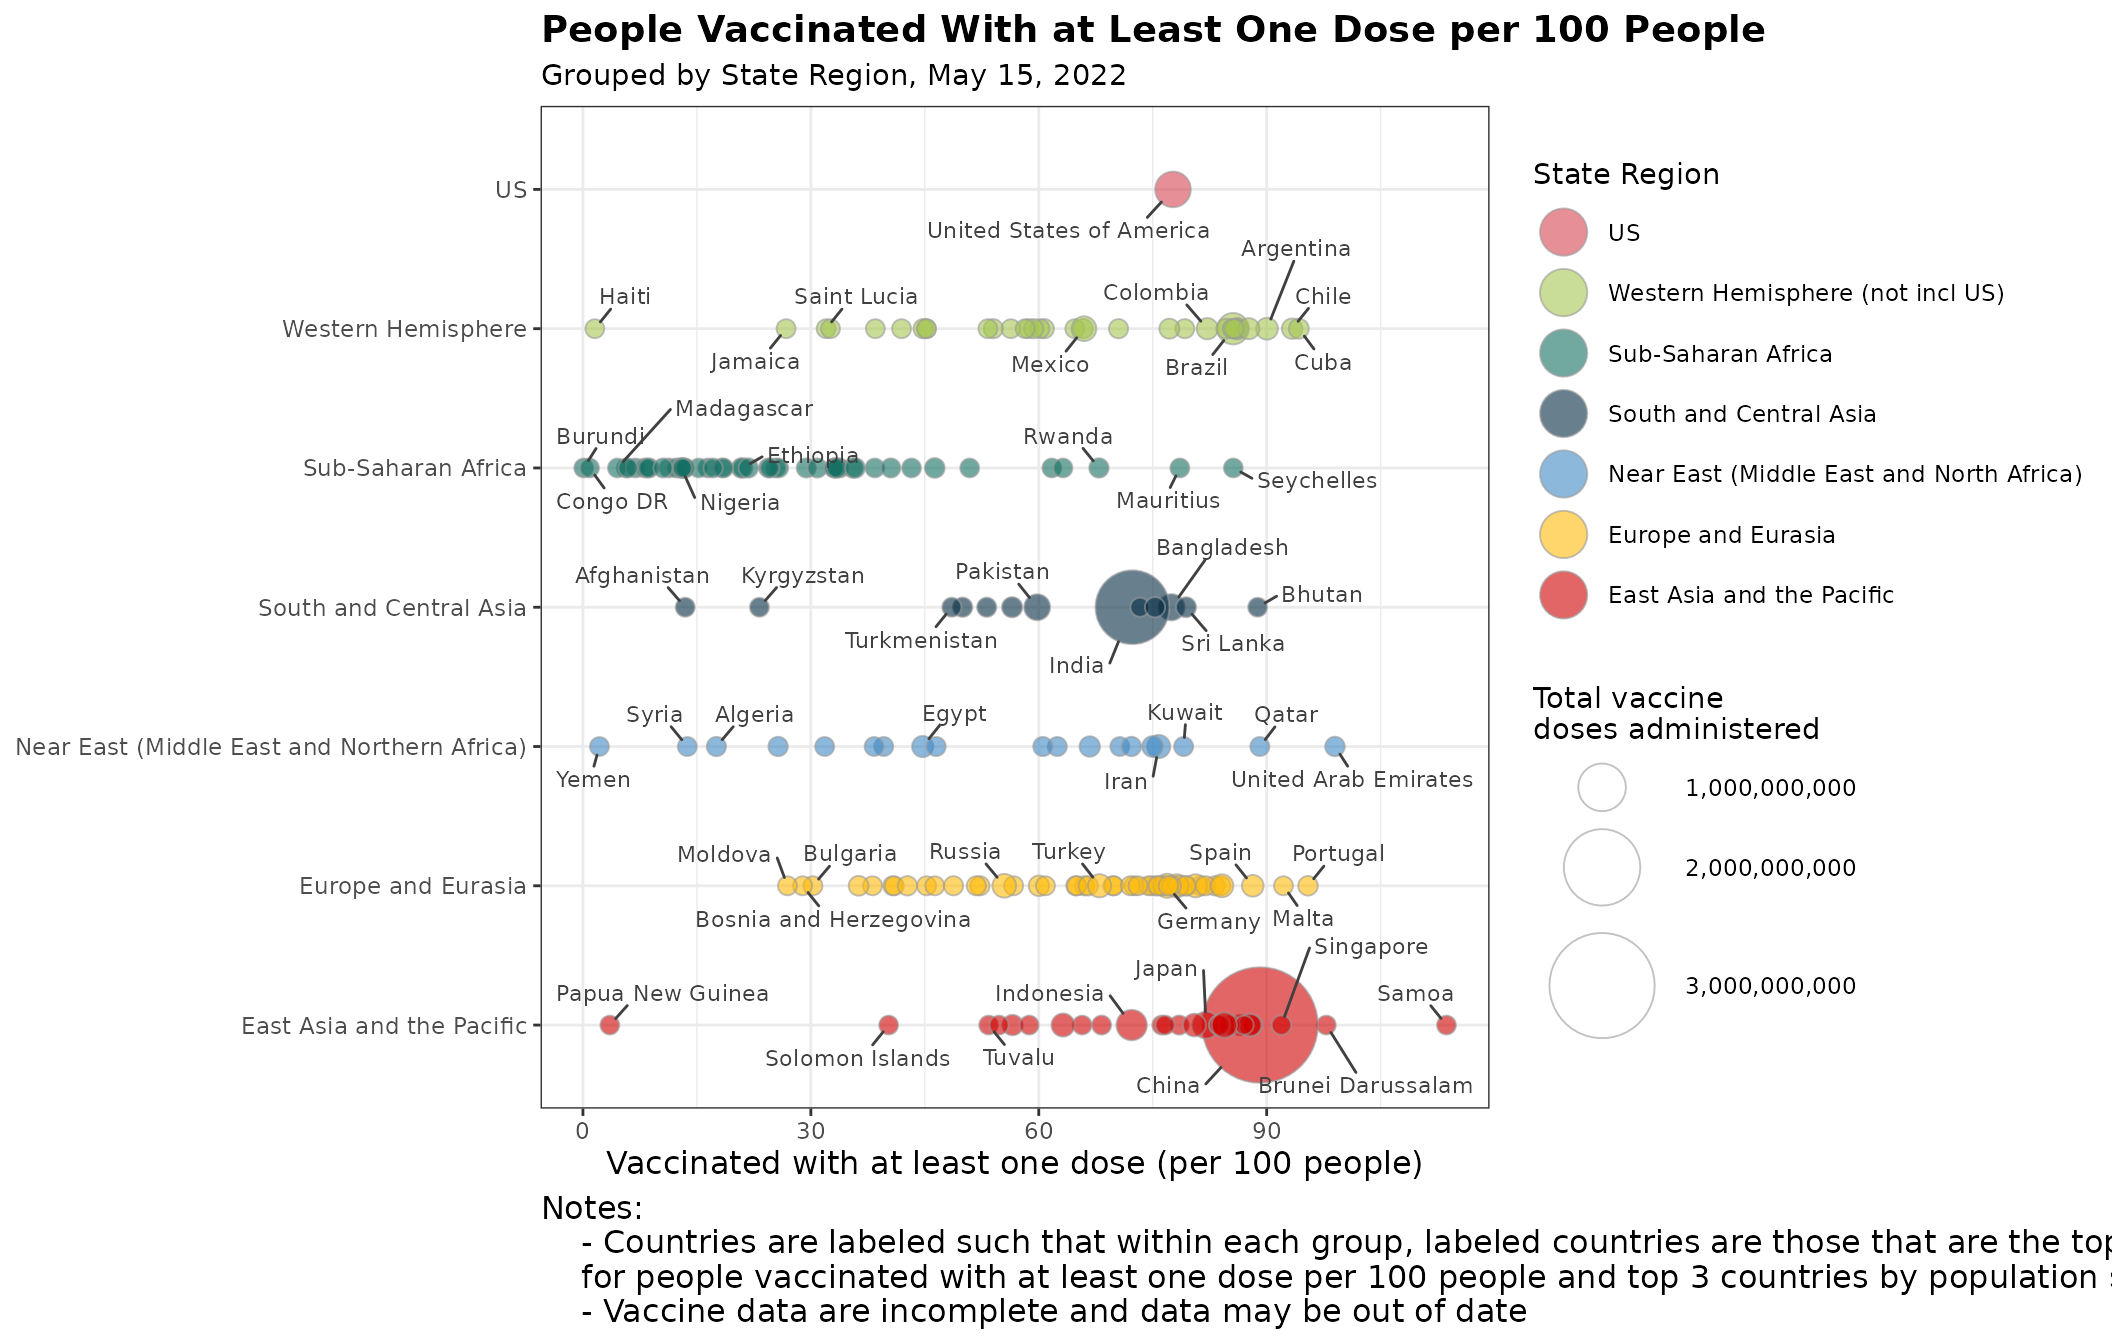 People Vaccinated With at Least One Dose per 100 People
Grouped by State Region, May 15, 2022
US
United States of America
Argentina
Haiti
Saint Lucia
Colombia
Chile
Western Hemisphere
Jamaica
Mexico
Brazil
Cuba
Madagascar
Burundi
Ethiopia
Rwanda
Sub-Saharan Africa
Congo DR
Nigeria
Mauritius
Seychelles
Bangladesh
Afghanistan
Kyrgyzstan
Pakistan
Bhutan
South and Central Asia
Turkmenistan
Sri Lanka
India
Syria
Algeria
Egypt
Kuwait
Qatar
Near East (Middle East and Northern Africa)
Yemen
Iran
United Arab Emirates
Moldova
Bulgaria
Russia
Turkey
Spain
Portugal
Europe and Eurasia
Bosnia and Herzegovina
Germany
Malta
Singapore
Japan
Papua New Guinea
Indonesia
Samoa
East Asia and the Pacific
Solomon Islands
Tuvalu
China
Brunei Darussalam
0
30
60
90
Vaccinated with at least one dose (per 100 people)
State Region
US
Western Hemisphere (not incl US)
Sub-Saharan Africa
South and Central Asia
Near East (Middle East and North Africa)
Europe and Eurasia
East Asia and the Pacific
Total vaccine
doses administered
1,000,000,000
2,000,000,000
3,000,000,000
Notes:
- Countries are labeled such that within each group, labeled countries are those that are the top
for people vaccinated with at least one dose per 100 people and top 3 countries by population
- Vaccine data are incomplete and data may be out of date